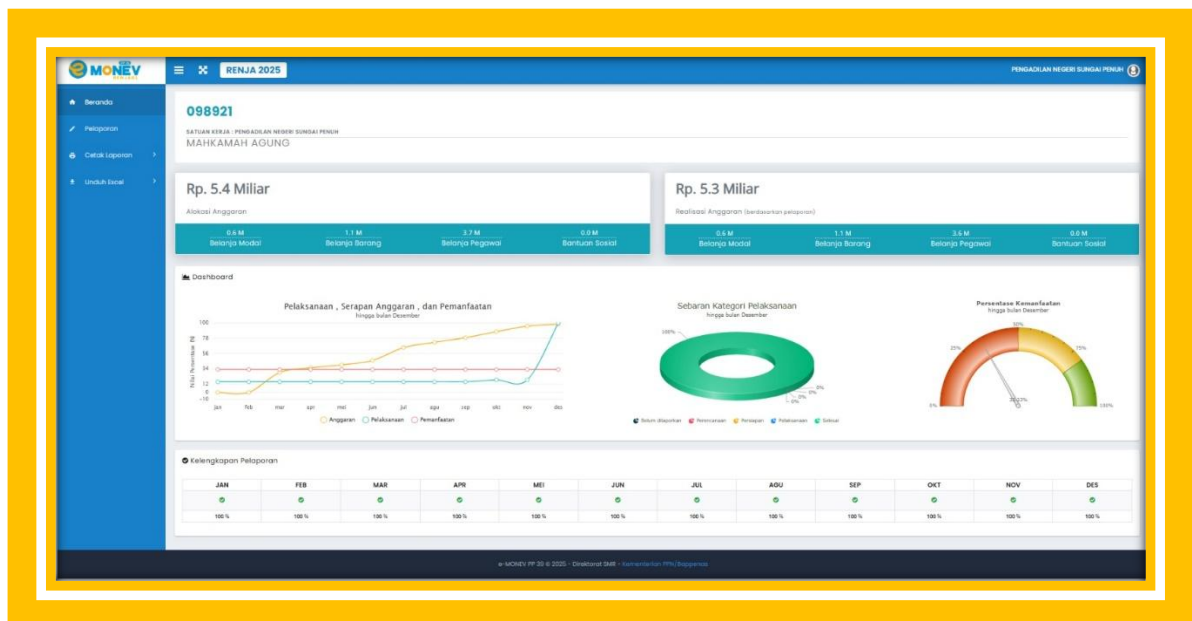 e MONEV
RENJA KL
RENJA 2025
PENGADILAN NEGERI SUNGAI PENUH
Beranda
Pelaporan
Cetak Laporan
Unduh Excel
098921
SATUAN KERJA : PENGADILAN NEGERI SUNGAI PENUH
MAHKAMAH AGUNG
Rp. 5.4 Miliar
Alokasi Anggaran
0.6 M 1.1 M 3.7 M 0.0 M
Belanja Modal Belanja Barang Belanja Pegawai Bantuan Sosial
Rp. 5.3 Miliar
Realisasi Anggaran (berdasarkan pelaporan)
0.6 M 1.1 M 3.6 M 0.0 M
Belanja Modal Belanja Barang Belanja Pegawai Bantuan Sosial
Dashboard
Pelaksanaan , Serapan Anggaran , dan Pemanfaatan
hingga bulan Desember
Nilai Persentase (%)
100
78
56
34
12
0
-10
jan feb mar apr mei jun jul agu sep okt nov des
Anggaran Pelaksanaan Pemanfaatan
Sebaran Kategori Pelaksanaan
hingga bulan Desember
100%
0%
0%
0%
Belum dilaporkan Perencanaan Persiapan Pelaksanaan Selesai
Persentase Kemanfaatan
hingga bulan Desember
0% 25% 50% 75% 100%
Kelengkapan Pelaporan
JAN FEB MAR APR MEI JUN JUL AGU SEP OKT NOV DES
100 % 100 % 100 % 100 % 100 % 100 % 100 % 100 % 100 % 100 % 100 % 100 %
e-MONEV PP 39 © 2025 - Direktorat SMR - Kementerian PPN/Bappenas